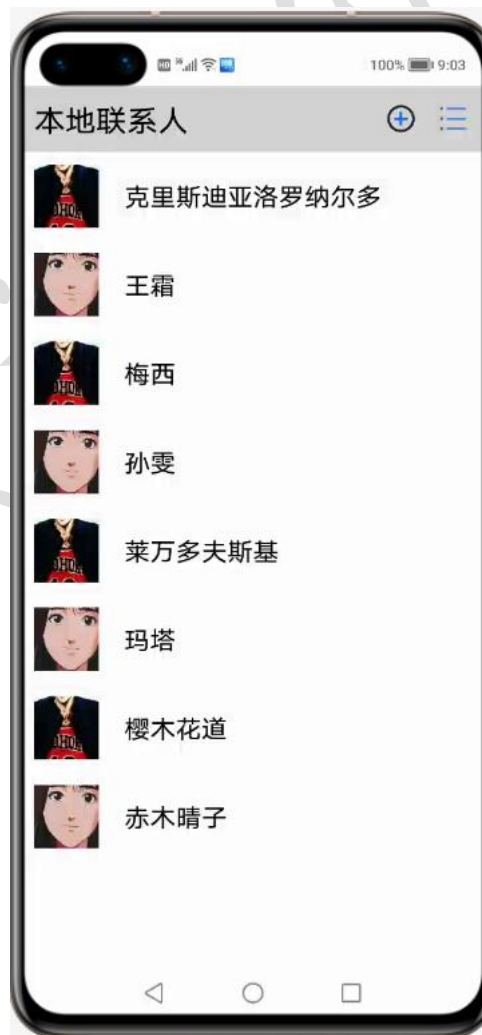 HD 100% 9:03
本地联系人
克里斯迪亚洛罗纳尔多
王霜
梅西
孙雯
莱万多夫斯基
玛塔
樱木花道
赤木晴子